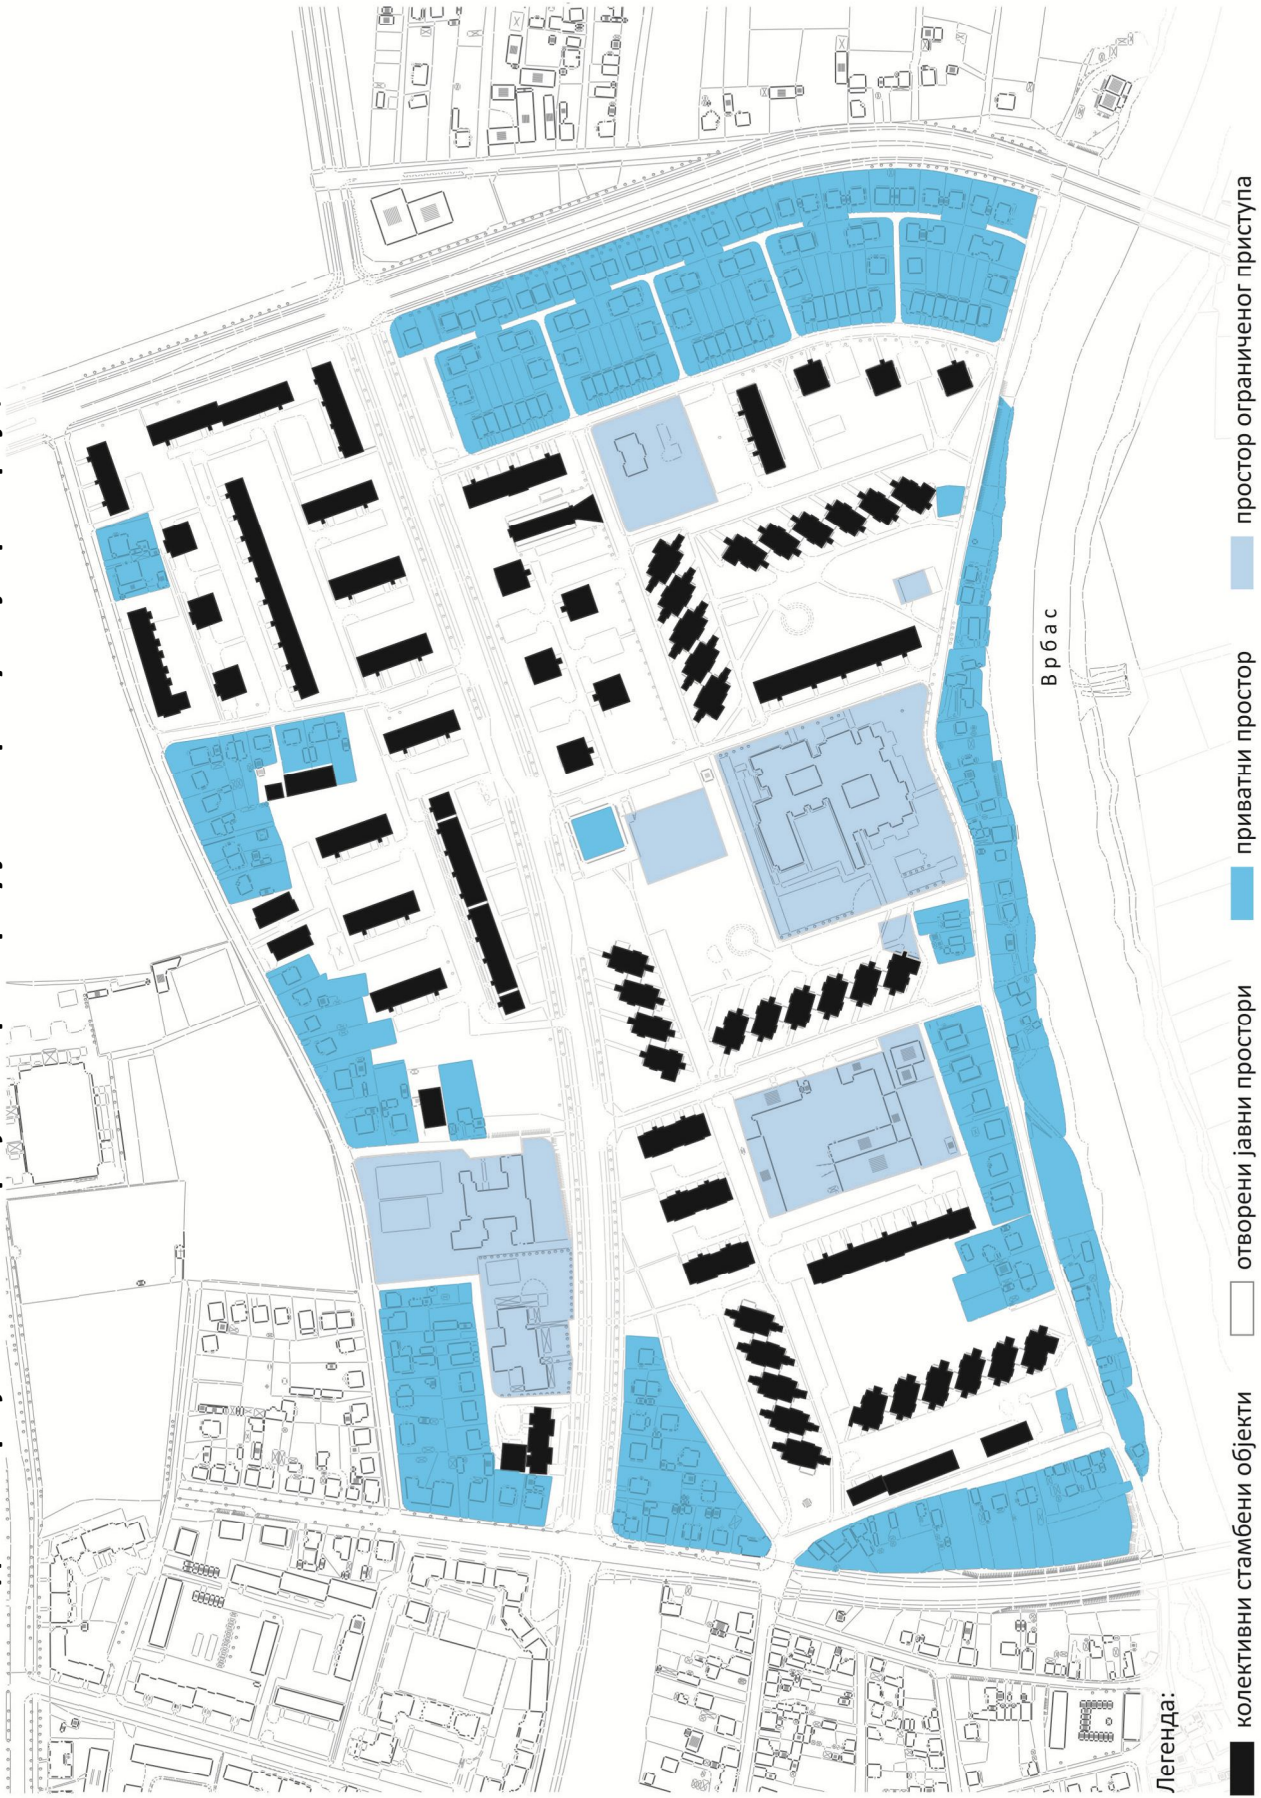 Врбас
Легенда:
колективни стамбени објекти
отворени јавни простори
приватни простор
простор ограниченог приступа